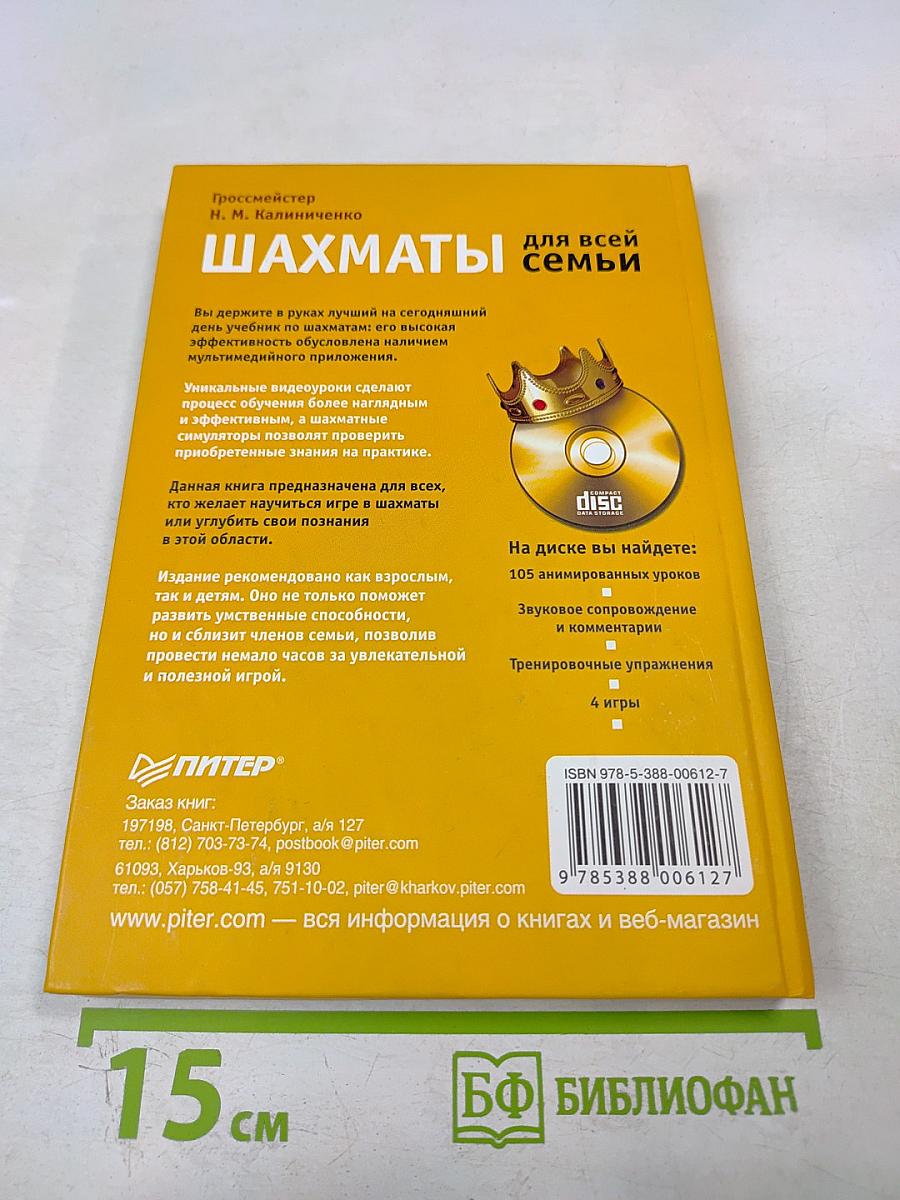 Гроссмейстер
Н. М. Калиниченко
ШАХМАТЫ для всей семьи
Вы держите в руках лучший на сегодняшний
день учебник по шахматам: его высокая
эффективность обусловлена наличием
мультимедийного приложения.
Уникальные видеоуроки сделают
процесс обучения более наглядным
и эффективным, а шахматные
симуляторы позволят проверить
приобретенные знания на практике.
Данная книга предназначена для всех,
кто желает научиться игре в шахматы
или углубить свои познания
в этой области.
Издание рекомендовано как взрослым,
так и детям. Оно не только поможет
развить умственные способности,
но и сблизит членов семьи, позволив
провести немало часов за увлекательной
и полезной игрой.
COMPACT
disc
DATA STORAGE
На диске вы найдете:
105 анимированных уроков
Звуковое сопровождение
и комментарии
Тренировочные упражнения
4 игры
ПИТЕР®
Заказ книг:
197198, Санкт-Петербург, а/я 127
тел.: (812) 703-73-74, postbook@piter.com
61093, Харьков-93, а/я 9130
тел.: (057) 758-41-45, 751-10-02, piter@kharkov.piter.com
www.piter.com — вся информация о книгах и веб-магазин
ISBN 978-5-388-00612-7
9 785388 006127
15 см
БФ БИБЛИОФАН